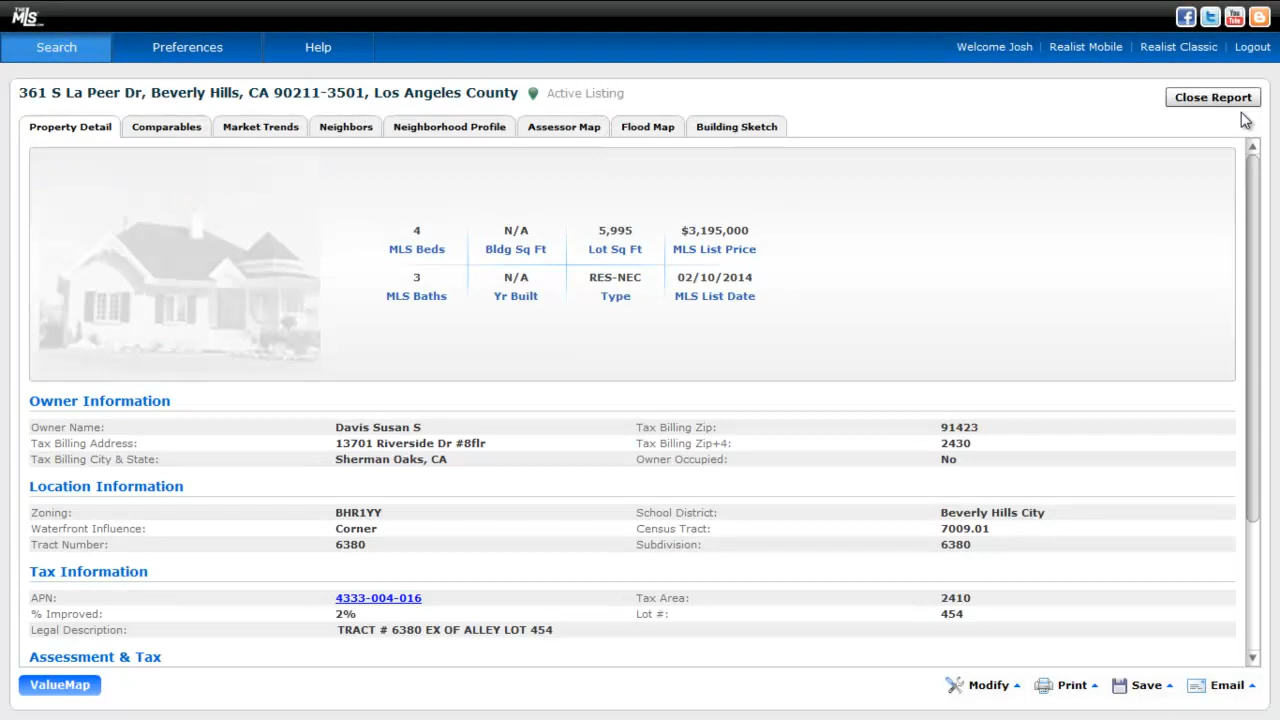 THE MLS.COM
Search Preferences Help Welcome Josh Realist Mobile Realist Classic Logout
361 S La Peer Dr, Beverly Hills, CA 90211-3501, Los Angeles County Active Listing
Close Report
Property Detail Comparables Market Trends Neighbors Neighborhood Profile Assessor Map Flood Map Building Sketch
4 N/A 5,995 $3,195,000
MLS Beds Bldg Sq Ft Lot Sq Ft MLS List Price
3 N/A RES-NEC 02/10/2014
MLS Baths Yr Built Type MLS List Date
Owner Information
Owner Name: Davis Susan S Tax Billing Zip: 91423
Tax Billing Address: 13701 Riverside Dr #8flr Tax Billing Zip+4: 2430
Tax Billing City & State: Sherman Oaks, CA Owner Occupied: No
Location Information
Zoning: BHR1YY School District: Beverly Hills City
Waterfront Influence: Corner Census Tract: 7009.01
Tract Number: 6380 Subdivision: 6380
Tax Information
APN: 4333-004-016 Tax Area: 2410
% Improved: 2% Lot #: 454
Legal Description: TRACT # 6380 EX OF ALLEY LOT 454
Assessment & Tax
ValueMap Modify Print Save Email